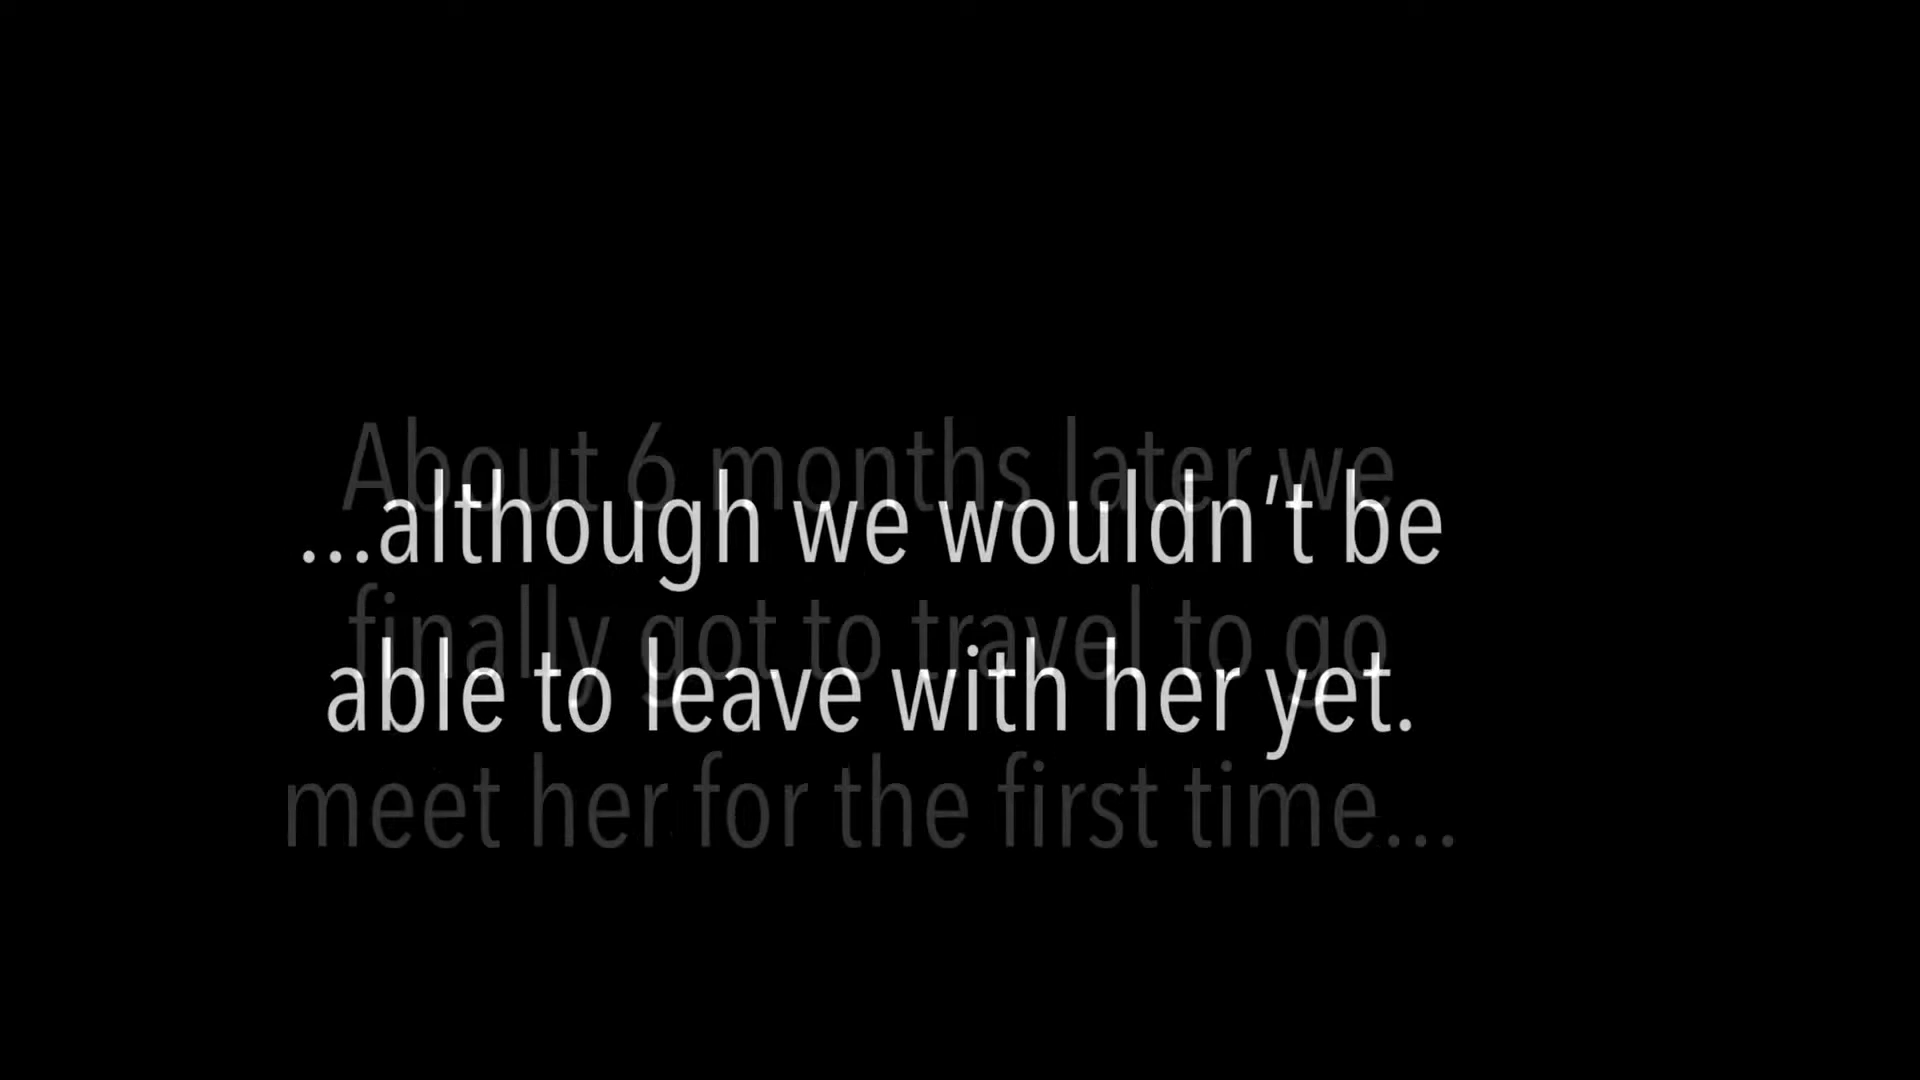 About 6 months later we
...although we wouldn't be
finally got to travel to go
able to leave with her yet.
meet her for the first time...